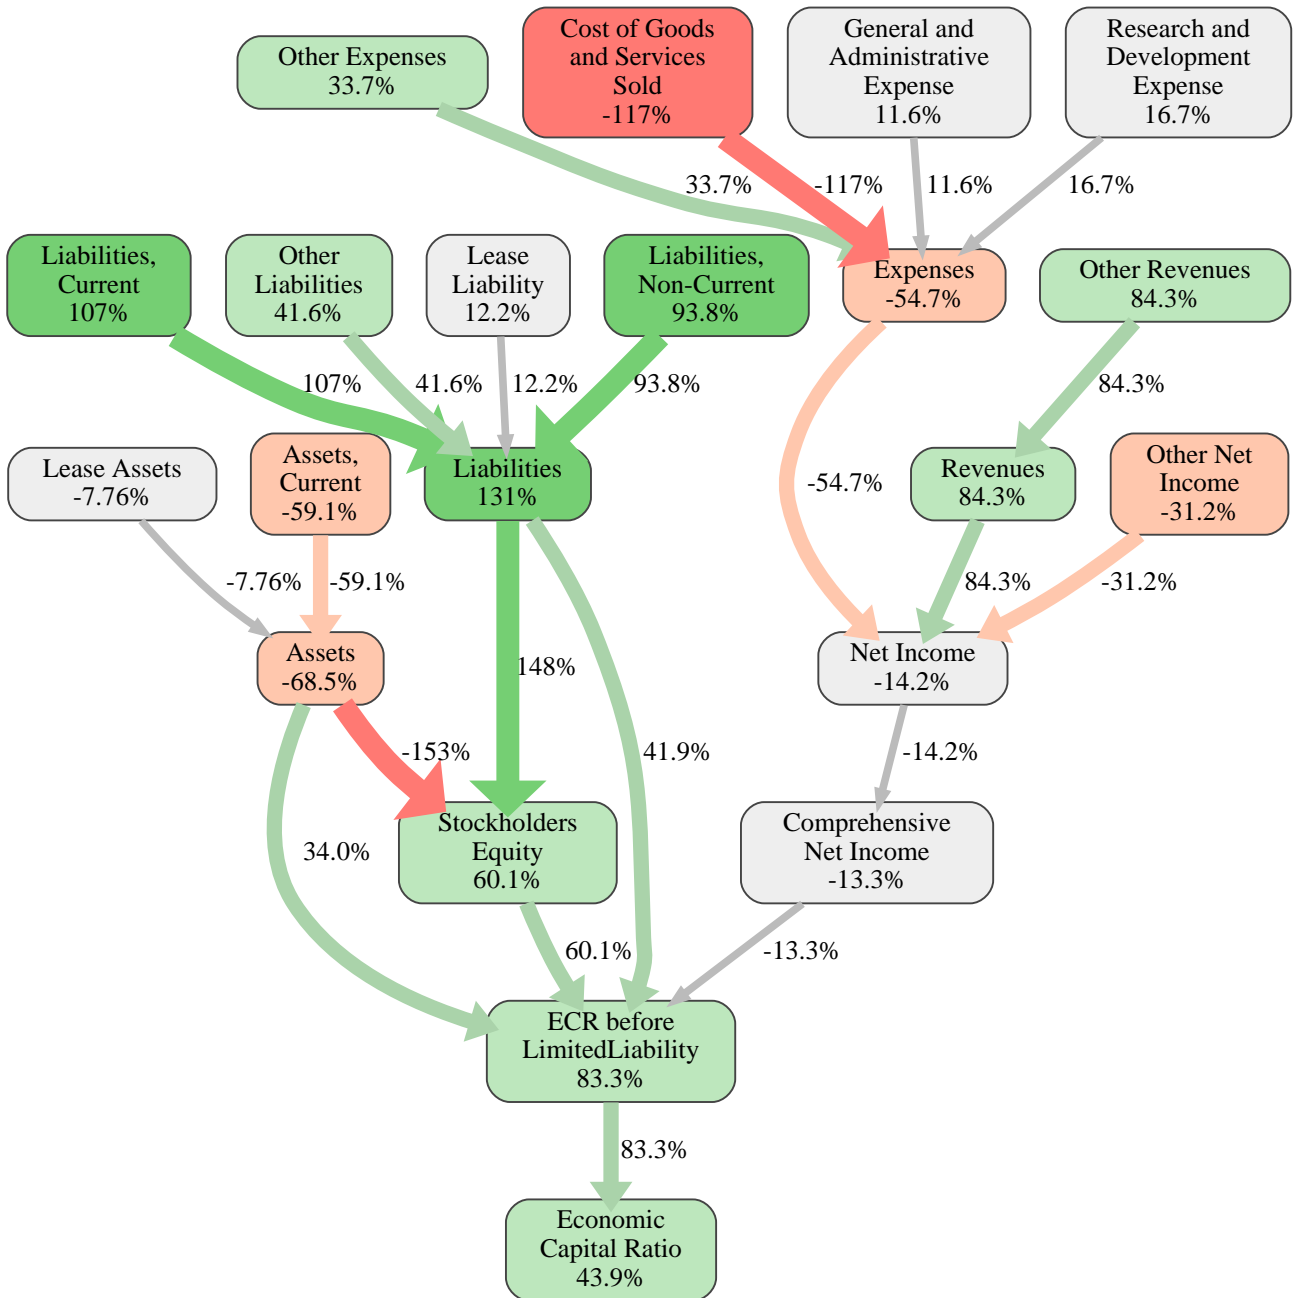 Other Expenses
33.7%
Cost of Goods
and Services
Sold
-117%
General and
Administrative
Expense
11.6%
Research and
Development
Expense
16.7%
33.7%
-117%
11.6%
16.7%
Liabilities,
Current
107%
Other
Liabilities
41.6%
Lease
Liability
12.2%
Liabilities,
Non-Current
93.8%
Expenses
-54.7%
Other Revenues
84.3%
107%
41.6%
12.2%
93.8%
84.3%
Lease Assets
-7.76%
Assets,
Current
-59.1%
Liabilities
131%
-54.7%
Revenues
84.3%
Other Net
Income
-31.2%
-7.76%
-59.1%
84.3%
-31.2%
Assets
-68.5%
148%
Net Income
-14.2%
-153%
41.9%
-14.2%
34.0%
Stockholders
Equity
60.1%
Comprehensive
Net Income
-13.3%
60.1%
-13.3%
ECR before
LimitedLiability
83.3%
83.3%
Economic
Capital Ratio
43.9%